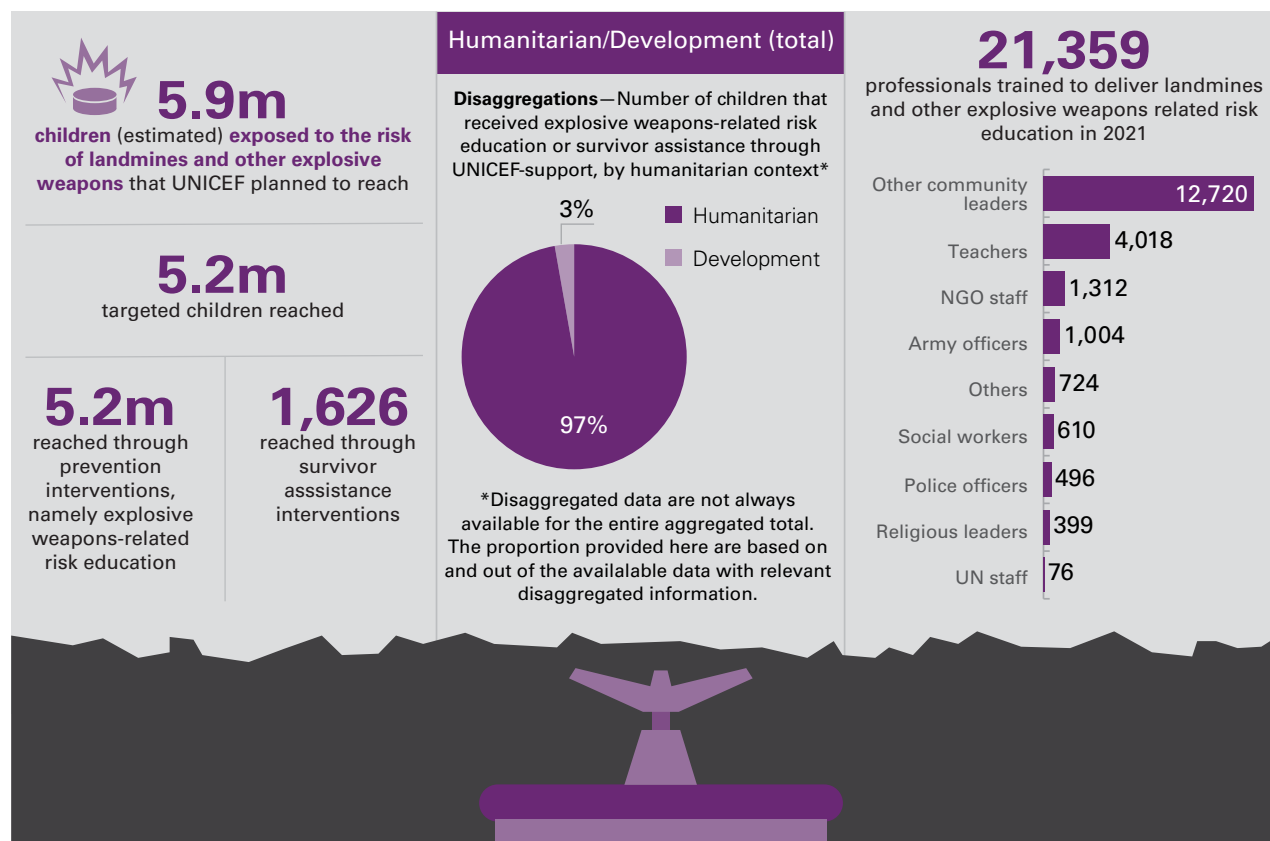 5.9m
children (estimated) exposed to the risk
of landmines and other explosive
weapons that UNICEF planned to reach
5.2m
targeted children reached
5.2m
reached through
prevention
interventions,
namely explosive
weapons-related
risk education
1,626
reached through
survivor
asssistance
interventions
Humanitarian/Development (total)
Disaggregations—Number of children that
received explosive weapons-related risk
education or survivor assistance through
UNICEF-support, by humanitarian context*
3%
Humanitarian
Development
97%
*Disaggregated data are not always
available for the entire aggregated total.
The proportion provided here are based on
and out of the availalable data with relevant
disaggregated information.
21,359
professionals trained to deliver landmines
and other explosive weapons related risk
education in 2021
Other community
leaders
12,720
Teachers
4,018
NGO staff
1,312
Army officers
1,004
Others
724
Social workers
610
Police officers
496
Religious leaders
399
UN staff
76